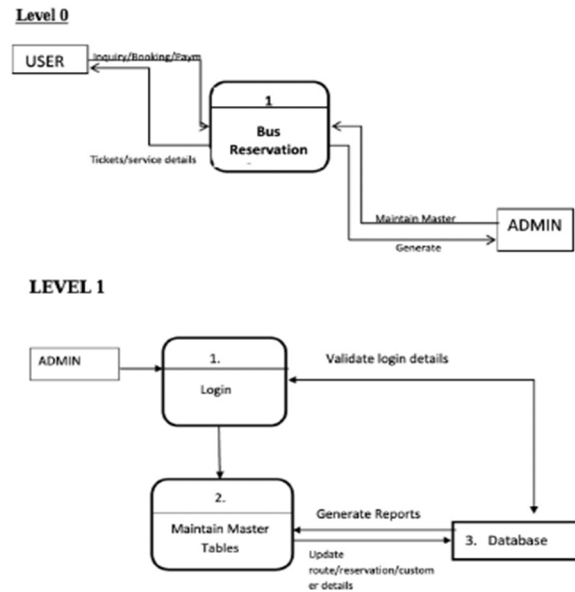 Level 0
USER
Inquiry/Booking/Paym
1
Bus
Reservation
Tickets/service details
Maintain Master
ADMIN
Generate
LEVEL 1
ADMIN
1.
Login
Validate login details
2.
Maintain Master
Tables
Generate Reports
3. Database
Update
route/reservation/custom
er details